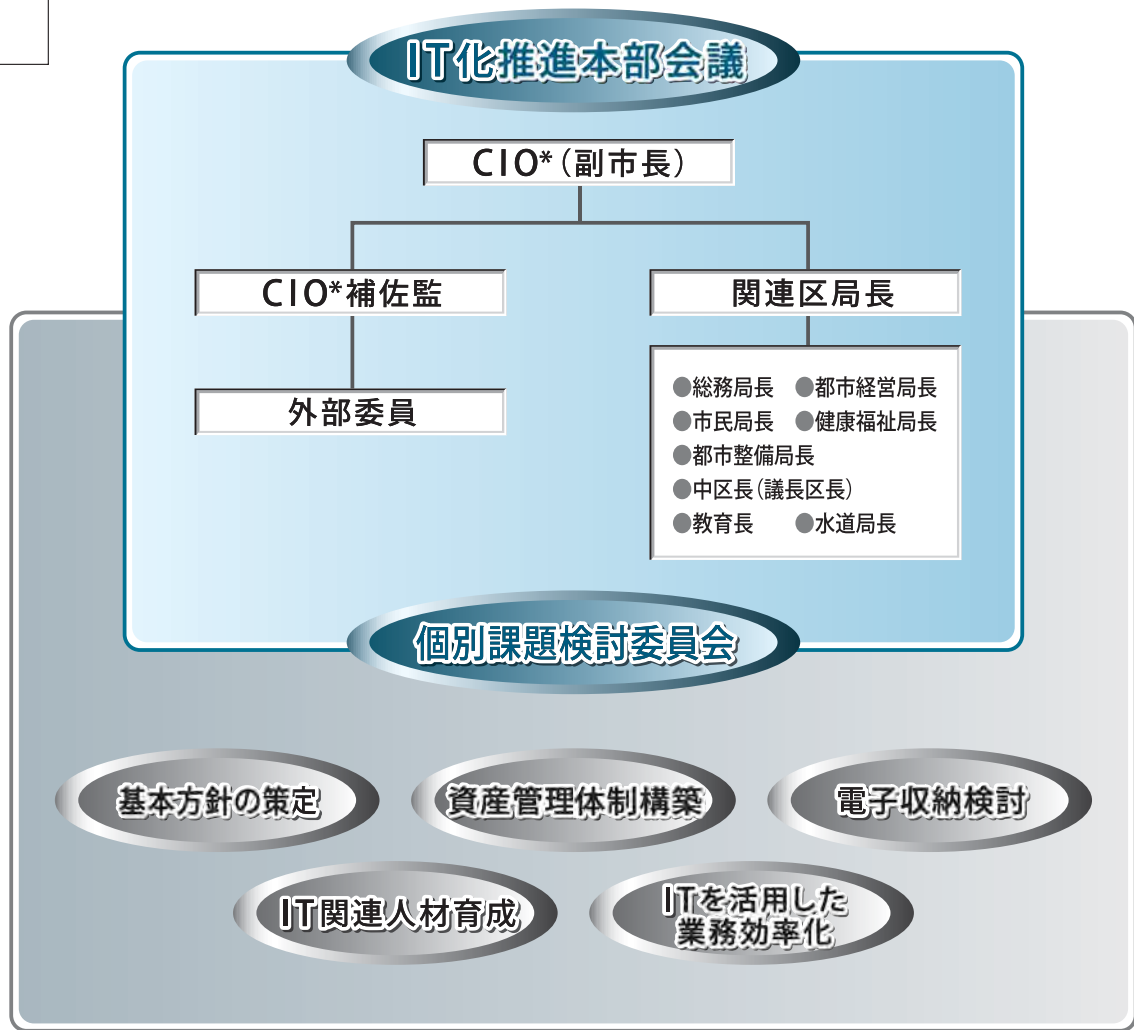 IT化推進本部会議
CIO*(副市長)
CIO*補佐監
関連区局長
外部委員
●総務局長 ●都市経営局長
●市民局長 ●健康福祉局長
●都市整備局長
●中区長(議長区長)
●教育長 ●水道局長
個別課題検討委員会
基本方針の策定
資産管理体制構築
電子収納検討
IT関連人材育成
ITを活用した
業務効率化